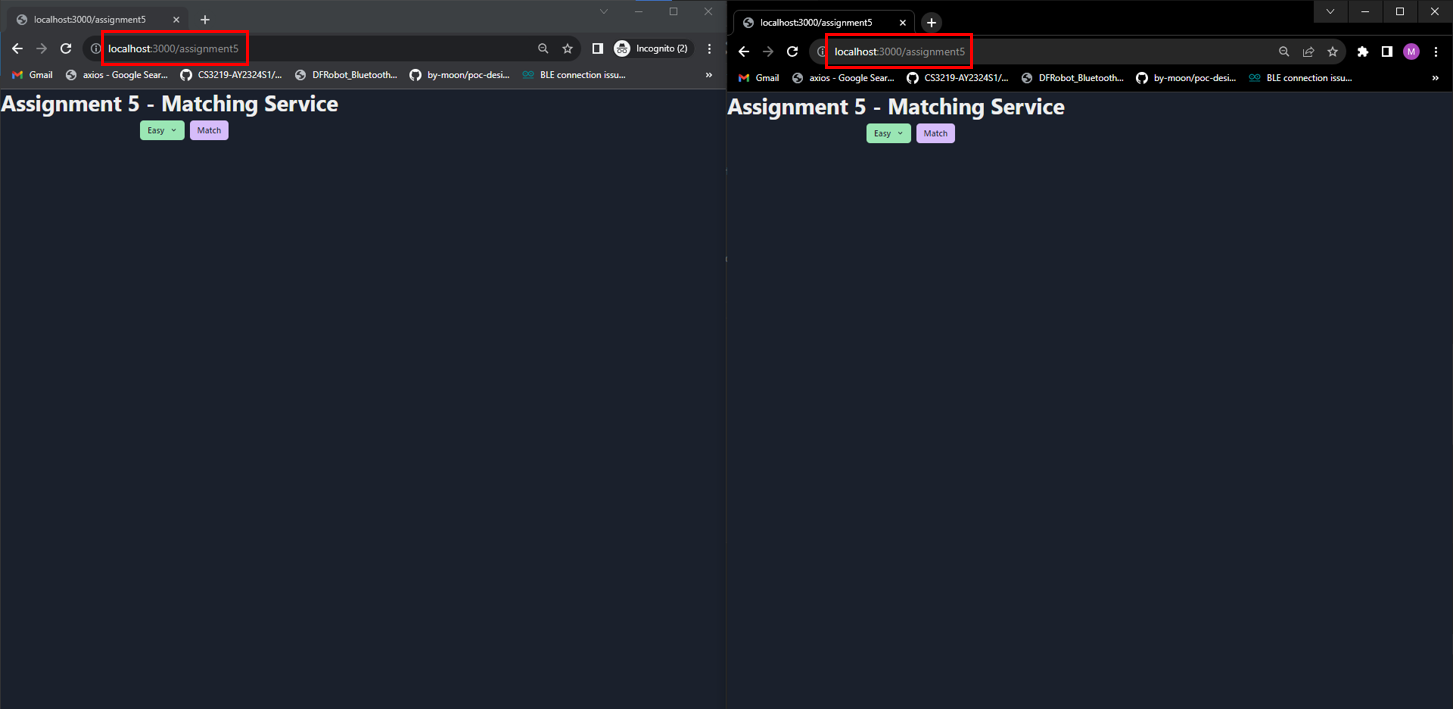 localhost:3000/assignment5
localhost:3000/assignment5
Incognito (2)
Gmail
axios - Google Sear...
CS3219-AY2324S1/...
DFRobot_Bluetooth...
by-moon/poc-desi...
BLE connection issu...
»
Assignment 5 - Matching Service
Easy
Match
localhost:3000/assignment5
localhost:3000/assignment5
M
Gmail
axios - Google Sear...
CS3219-AY2324S1/...
DFRobot_Bluetooth...
by-moon/poc-desi...
BLE connection issu...
»
Assignment 5 - Matching Service
Easy
Match